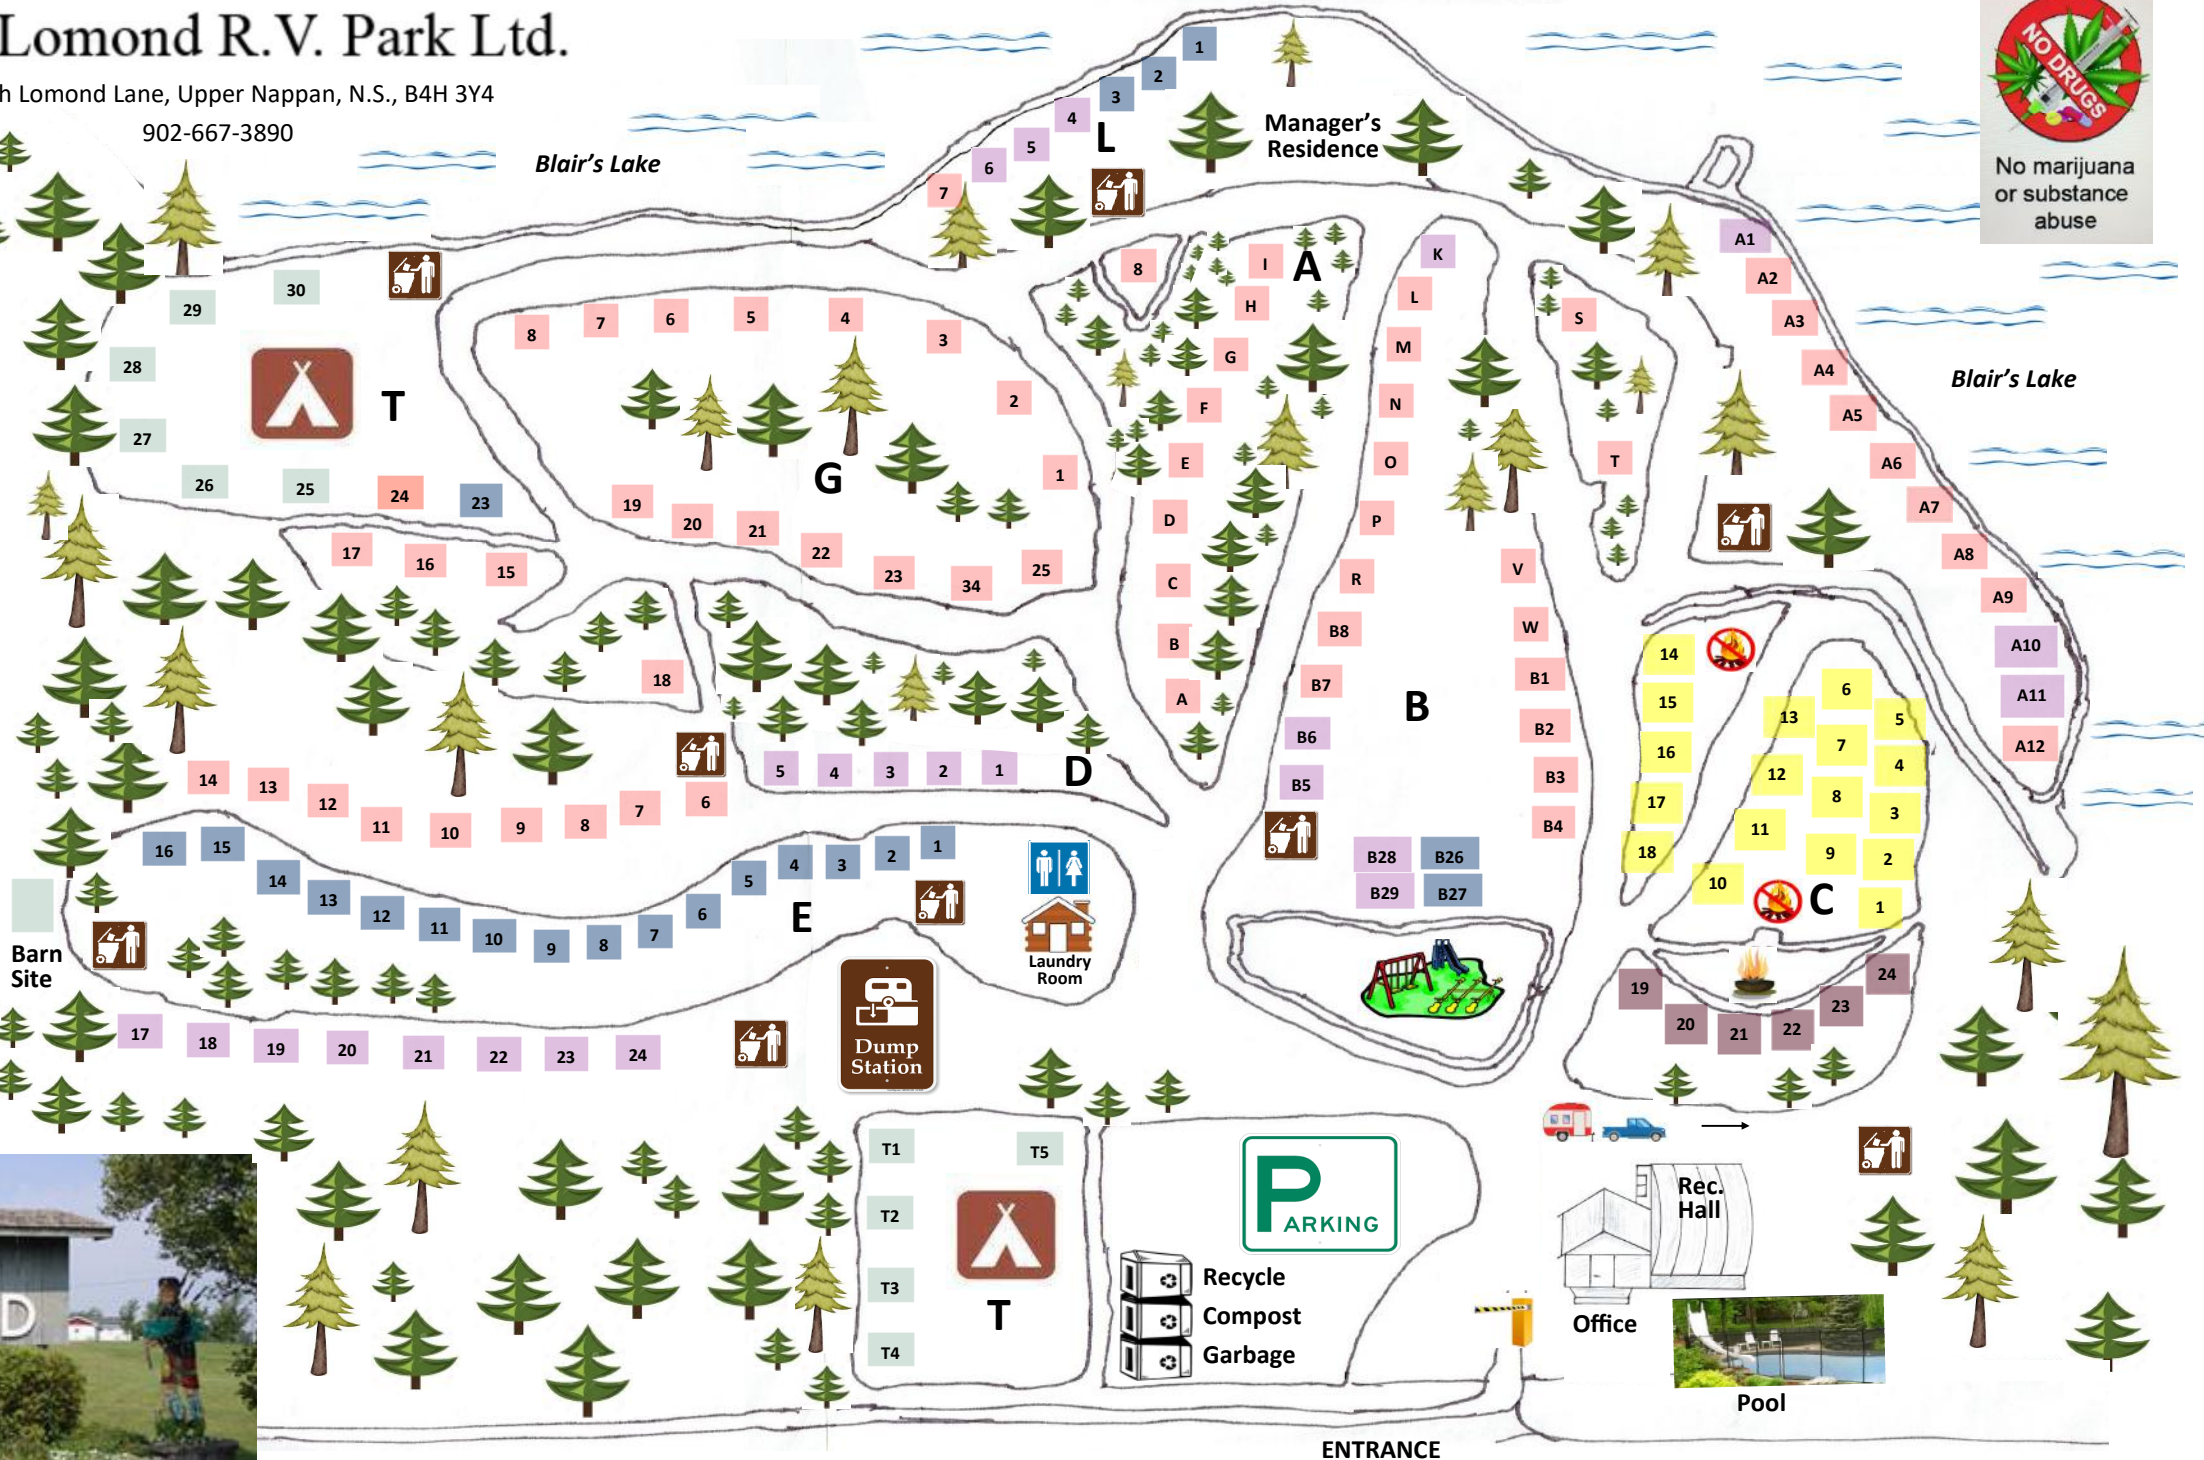 Lomond R.V. Park Ltd.
h Lomond Lane, Upper Nappan, N.S., B4H 3Y4
902-667-3890
Blair's Lake
NO DRUGS
No marijuana
or substance
abuse
Manager's
Residence
L
1
2
3
4
5
6
7
8
A
I
H
G
F
E
D
C
B
A
K
L
M
N
O
P
R
B8
B7
B6
B5
S
T
V
W
B1
B2
B3
B4
B
B28
B26
B29
B27
A1
A2
A3
A4
A5
A6
A7
A8
A9
A10
A11
A12
Blair's Lake
30
29
28
27
26
25
24
23
T
8
7
6
5
4
3
2
1
G
19
20
21
22
23
34
25
17
16
15
18
14
13
12
11
10
9
8
7
6
5
4
3
2
1
D
16
15
14
13
12
11
10
9
8
7
6
5
4
3
2
1
E
Barn
Site
17
18
19
20
21
22
23
24
Laundry
Room
Dump
Station
14
15
16
17
18
13
12
11
10
6
7
8
9
5
4
3
2
1
C
19
20
21
22
23
24
T1
T5
T2
T3
T4
T
PARKING
Recycle
Compost
Garbage
Rec.
Hall
Office
Pool
ENTRANCE
D